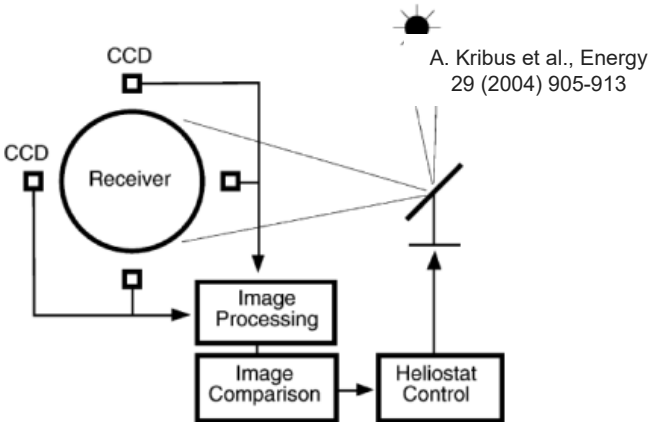 CCD
A. Kribus et al., Energy
29 (2004) 905-913
CCD
Receiver
Image
Processing
Image
Comparison
Heliostat
Control